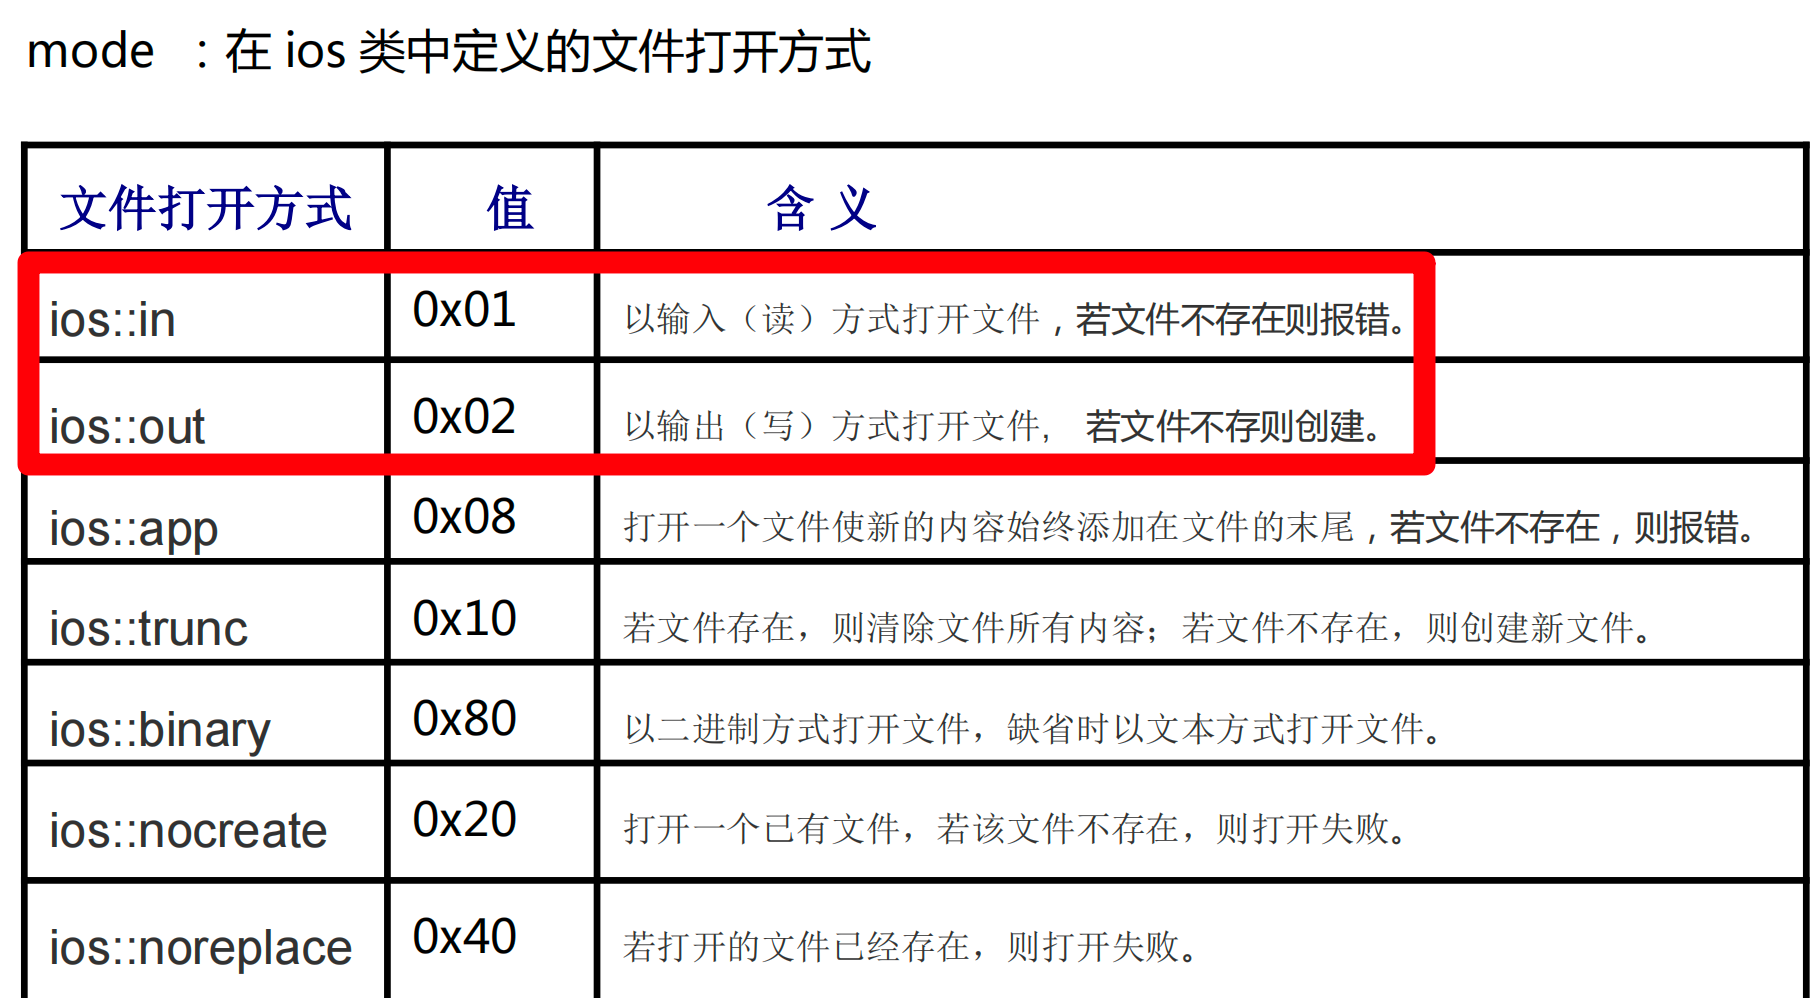 mode ：在 ios 类中定义的文件打开方式
文件打开方式 值 含 义
ios::in 0x01 以输入（读）方式打开文件，若文件不存在则报错。
ios::out 0x02 以输出（写）方式打开文件, 若文件不存则创建。
ios::app 0x08 打开一个文件使新的内容始终添加在文件的末尾，若文件不存在，则报错。
ios::trunc 0x10 若文件存在，则清除文件所有内容；若文件不存在，则创建新文件。
ios::binary 0x80 以二进制方式打开文件，缺省时以文本方式打开文件。
ios::nocreate 0x20 打开一个已有文件，若该文件不存在，则打开失败。
ios::noreplace 0x40 若打开的文件已经存在，则打开失败。